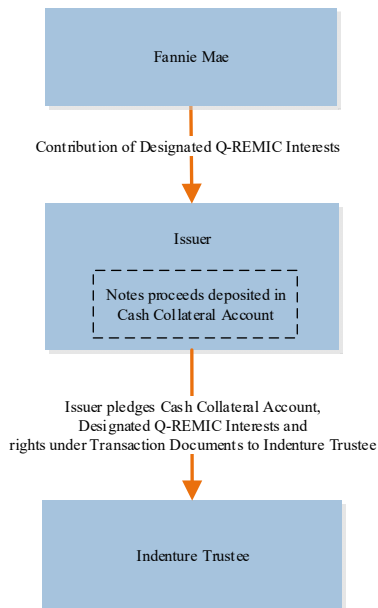 Fannie Mae
Contribution of Designated Q-REMIC Interests
Issuer
Notes proceeds deposited in
Cash Collateral Account
Issuer pledges Cash Collateral Account,
Designated Q-REMIC Interests and
rights under Transaction Documents to Indenture Trustee
Indenture Trustee